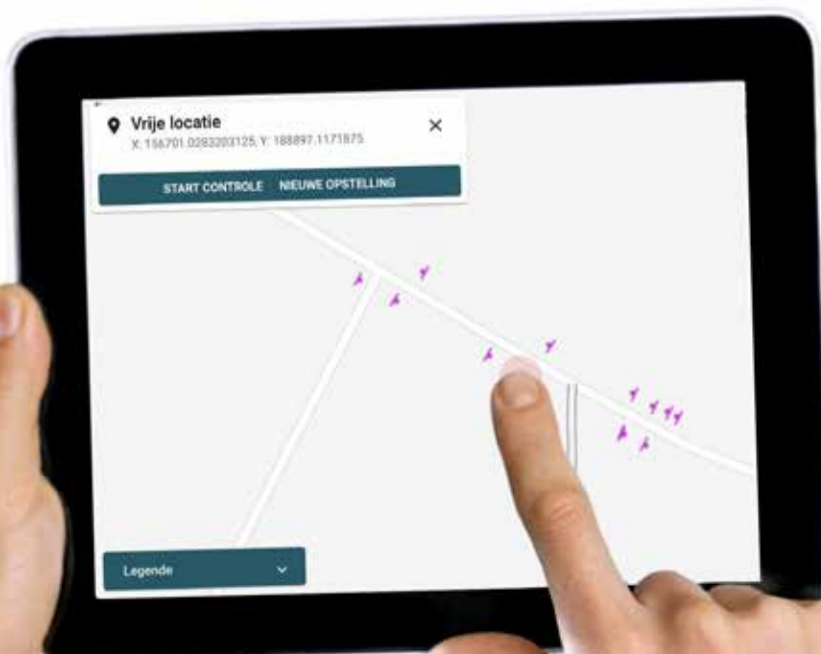 Vrije locatie
X: 156701.0283203125, Y: 188897.1171875
START CONTROLE NIEUWE OPSTELLING
Legende